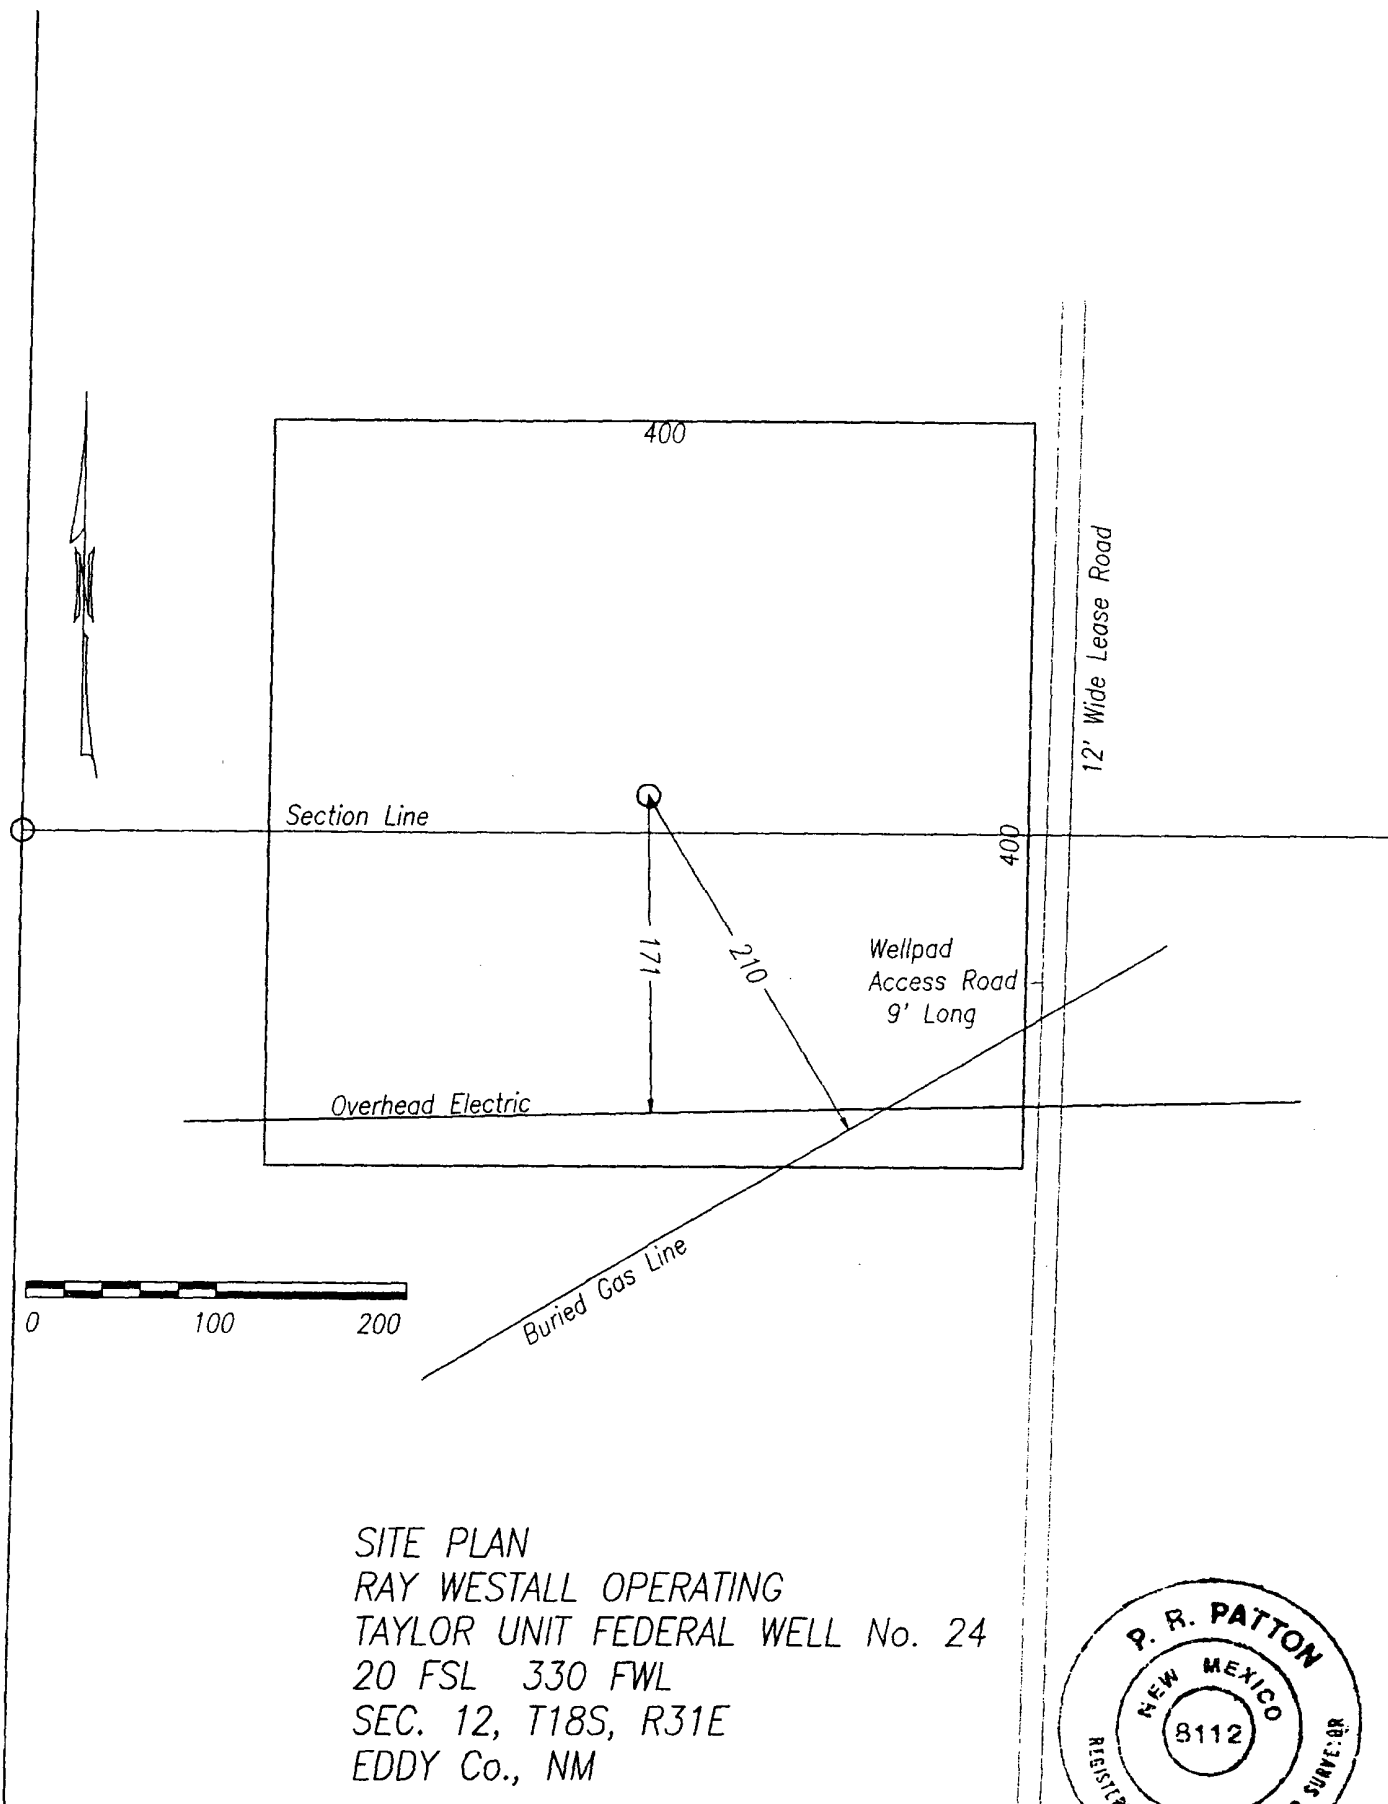 400
12' Wide Lease Road
N
Section Line
400
171
210
Wellpad
Access Road
9' Long
Overhead Electric
Buried Gas Line
0 100 200
SITE PLAN
RAY WESTALL OPERATING
TAYLOR UNIT FEDERAL WELL No. 24
20 FSL 330 FWL
SEC. 12, T18S, R31E
EDDY Co., NM
P. R. PATTON
NEW MEXICO
8112